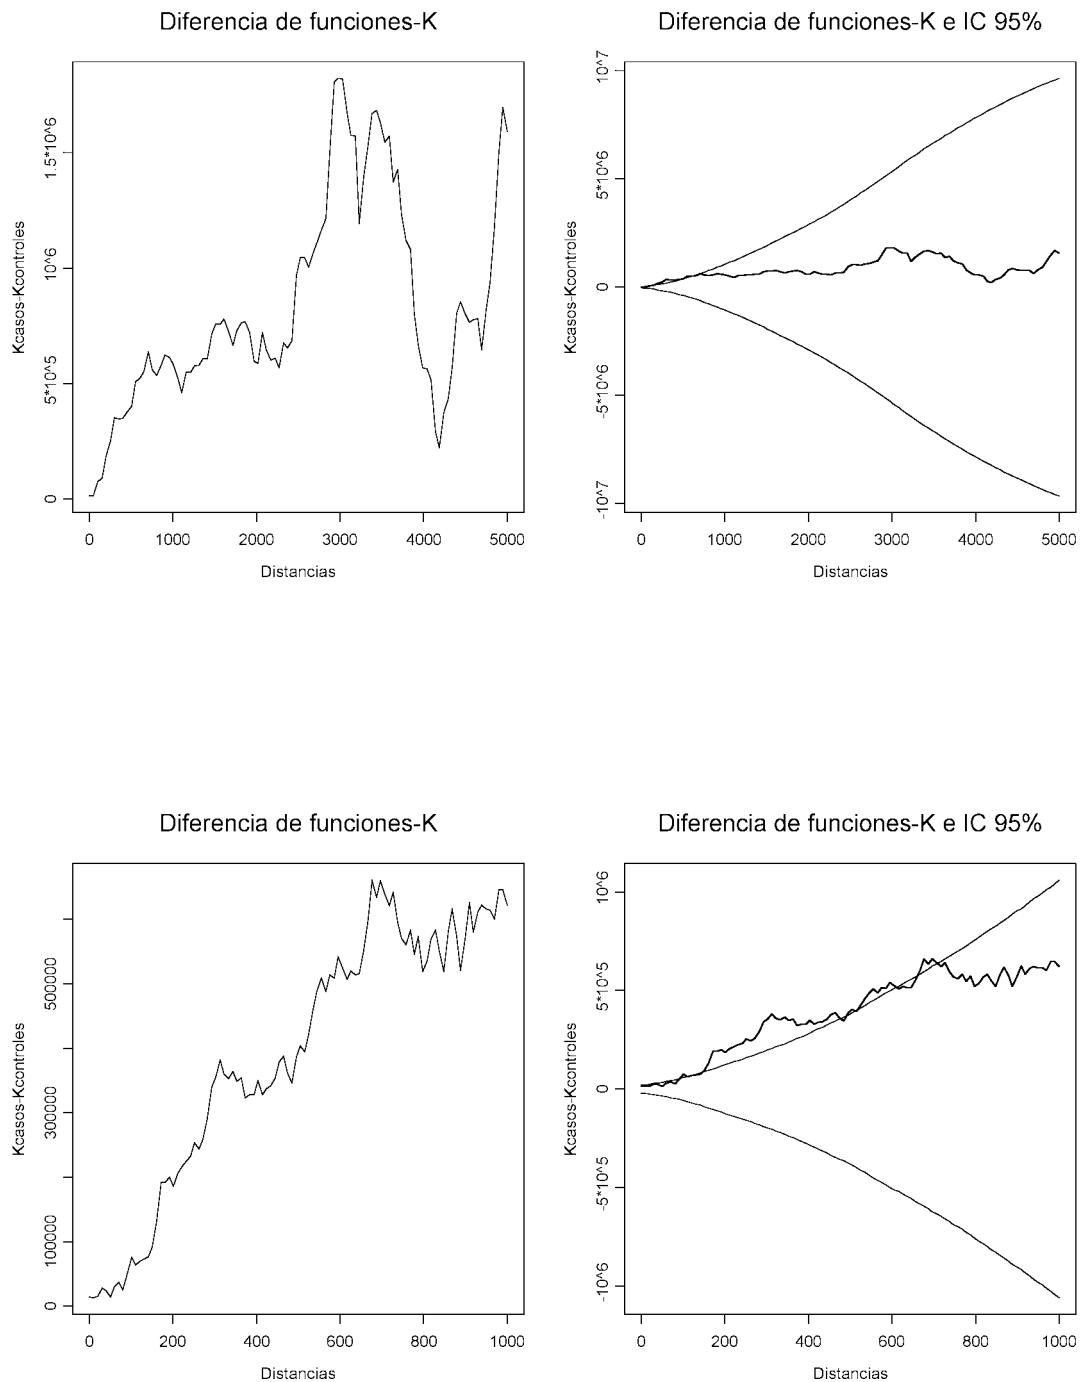 Diferencia de funciones-K
Kcasos-Kcontroles
1.5*10^6
10^6
5*10^5
0
0 1000 2000 3000 4000 5000
Distancias
Diferencia de funciones-K e IC 95%
Kcasos-Kcontroles
10^7
5*10^6
0
-5*10^6
-10^7
0 1000 2000 3000 4000 5000
Distancias
Diferencia de funciones-K
Kcasos-Kcontroles
500000
300000
100000
0
0 200 400 600 800 1000
Distancias
Diferencia de funciones-K e IC 95%
Kcasos-Kcontroles
10^6
5*10^5
0
-5*10^5
-10^6
0 200 400 600 800 1000
Distancias